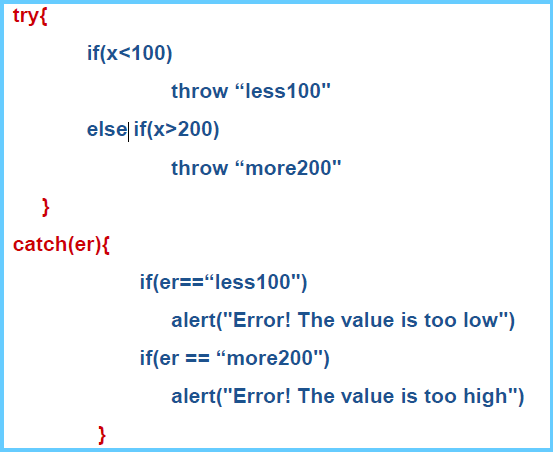 try{
if(x<100)
throw “less100"
else if(x>200)
throw “more200"
}
catch(er){
if(er==“less100")
alert("Error! The value is too low")
if(er == “more200")
alert("Error! The value is too high")
}